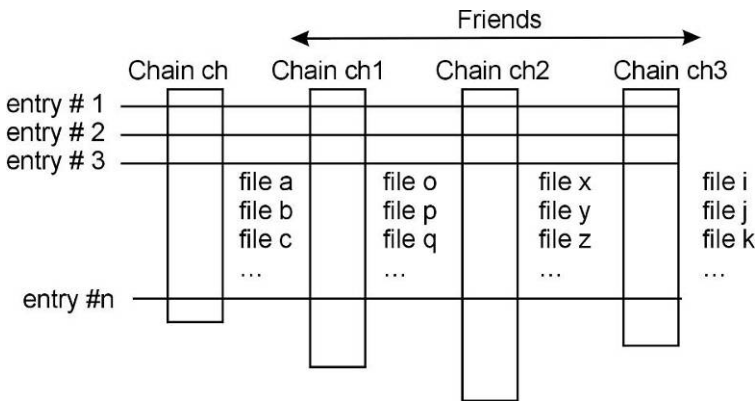 Friends
Chain ch Chain ch1 Chain ch2 Chain ch3
entry # 1
entry # 2
entry # 3
file a file o file x file i
file b file p file y file j
file c file q file z file k
... ... ... ...
entry #n